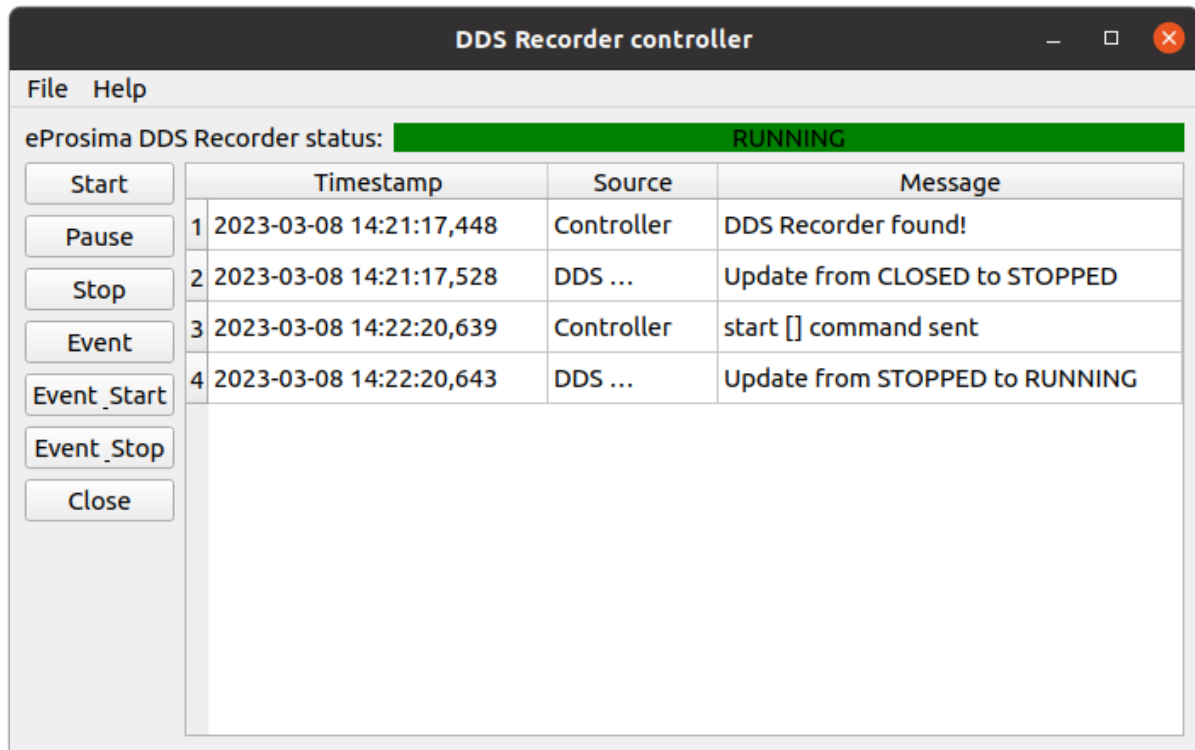 DDS Recorder controller
File Help
eProsima DDS Recorder status: RUNNING
Start
Pause
Stop
Event
Event_Start
Event_Stop
Close
Timestamp Source Message
1 2023-03-08 14:21:17,448 Controller DDS Recorder found!
2 2023-03-08 14:21:17,528 DDS ... Update from CLOSED to STOPPED
3 2023-03-08 14:22:20,639 Controller start [] command sent
4 2023-03-08 14:22:20,643 DDS ... Update from STOPPED to RUNNING